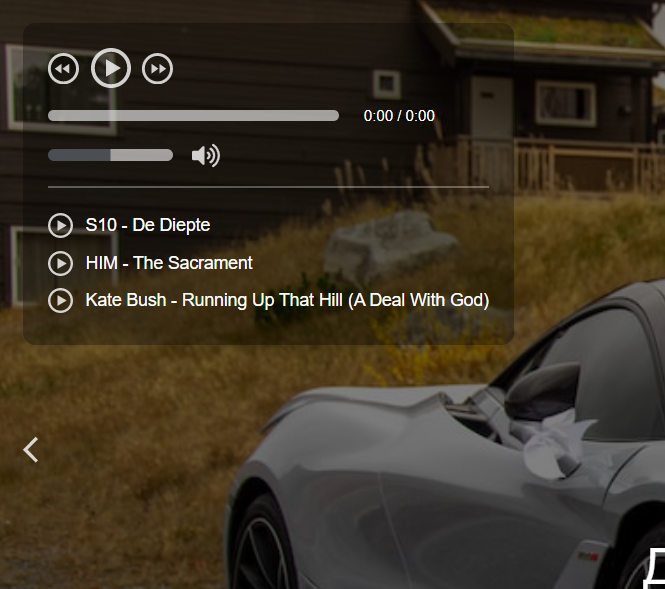 0:00 / 0:00
S10 - De Diepte
HIM - The Sacrament
Kate Bush - Running Up That Hill (A Deal With God)
Д